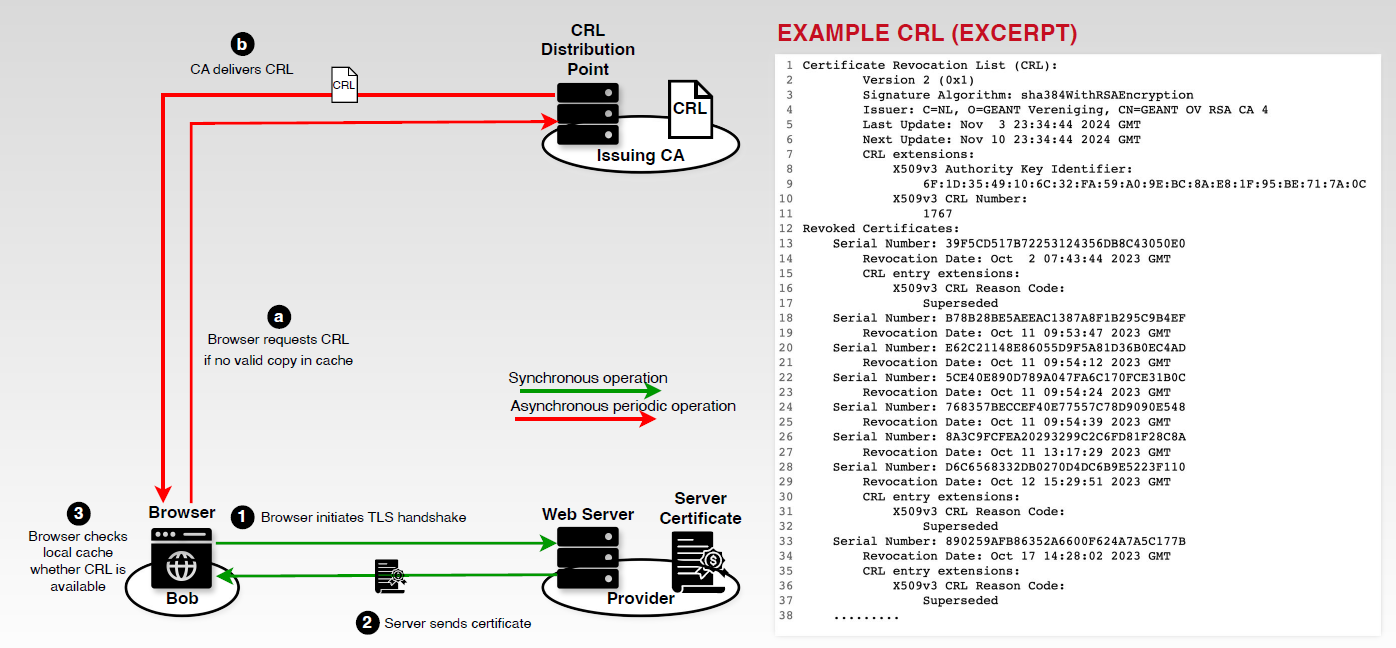 b
CA delivers CRL
CRL
CRL
Distribution
Point
CRL
Issuing CA
a
Browser requests CRL
if no valid copy in cache
Synchronous operation
Asynchronous periodic operation
3
Browser checks
local cache
whether CRL is
available
Browser
Bob
1 Browser initiates TLS handshake
2 Server sends certificate
Web Server
Server
Certificate
Provider
EXAMPLE CRL (EXCERPT)
1 Certificate Revocation List (CRL):
2 Version 2 (0x1)
3 Signature Algorithm: sha384WithRSAEncryption
4 Issuer: C=NL, O=GEANT Vereniging, CN=GEANT OV RSA CA 4
5 Last Update: Nov 3 23:34:44 2024 GMT
6 Next Update: Nov 10 23:34:44 2024 GMT
7 CRL extensions:
8 X509v3 Authority Key Identifier:
9 6F:1D:35:49:10:6C:32:FA:59:A0:9E:BC:8A:E8:1F:95:BE:71:7A:0C
10 X509v3 CRL Number:
11 1767
12 Revoked Certificates:
13 Serial Number: 39F5CD517B72253124356DB8C43050E0
14 Revocation Date: Oct 2 07:43:44 2023 GMT
15 CRL entry extensions:
16 X509v3 CRL Reason Code:
17 Superseded
18 Serial Number: B78B28BE5AEEAC1387A8F1B295C9B4EF
19 Revocation Date: Oct 11 09:53:47 2023 GMT
20 Serial Number: E62C21148E86055D9F5A81D36B0EC4AD
21 Revocation Date: Oct 11 09:54:12 2023 GMT
22 Serial Number: 5CE40E890D789A047FA6C170FCE31B0C
23 Revocation Date: Oct 11 09:54:24 2023 GMT
24 Serial Number: 768357BECCEF40E77557C78D9090E548
25 Revocation Date: Oct 11 09:54:39 2023 GMT
26 Serial Number: 8A3C9FCFEA20293299C2C6FD81F28C8A
27 Revocation Date: Oct 11 13:17:29 2023 GMT
28 Serial Number: D6C6568332DB0270D4DC6B9E5223F110
29 Revocation Date: Oct 12 15:29:51 2023 GMT
30 CRL entry extensions:
31 X509v3 CRL Reason Code:
32 Superseded
33 Serial Number: 890259AFB86352A6600F624A7A5C177B
34 Revocation Date: Oct 17 14:28:02 2023 GMT
35 CRL entry extensions:
36 X509v3 CRL Reason Code:
37 Superseded
38 .........